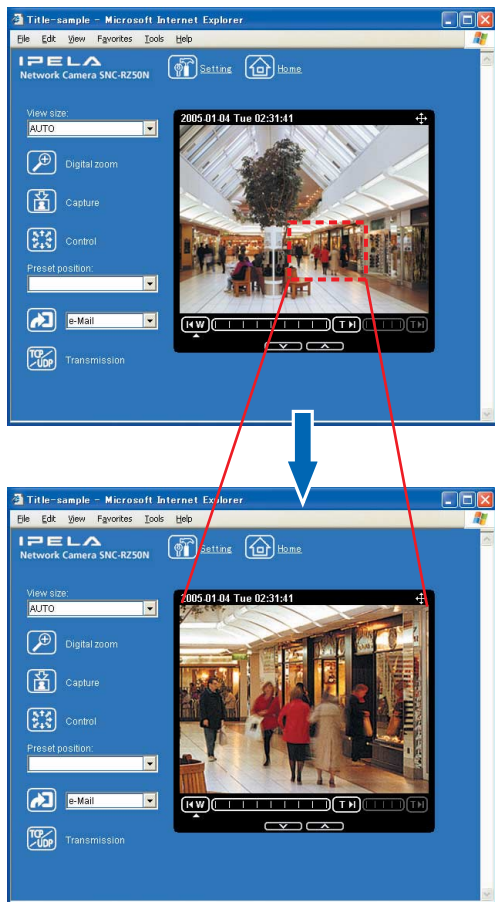 Title-sample - Microsoft Internet Explorer
File Edit View Favorites Tools Help
IPELA
Network Camera SNC-RZ50N
Setting
Home
View size:
AUTO
2005-01-04 Tue 02:31:41
Digital zoom
Capture
Control
Preset position:
e-Mail
W
T
T
TCP/UDP
Transmission
Title-sample - Microsoft Internet Explorer
File Edit View Favorites Tools Help
IPELA
Network Camera SNC-RZ50N
Setting
Home
View size:
AUTO
2005-01-04 Tue 02:31:41
Digital zoom
Capture
Control
Preset position:
e-Mail
W
T
T
TCP/UDP
Transmission